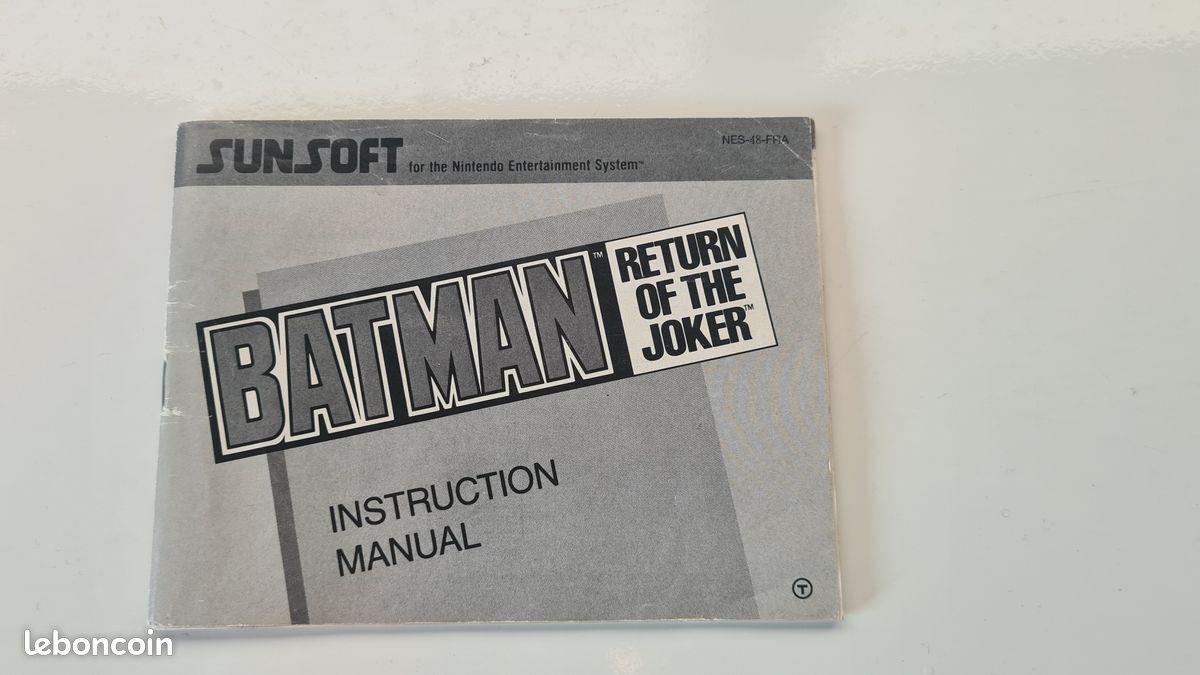 SUNSOFT for the Nintendo Entertainment System™
NES-48-FRA
BATMAN™
RETURN
OF THE
JOKER™
INSTRUCTION
MANUAL
T
leboncoin